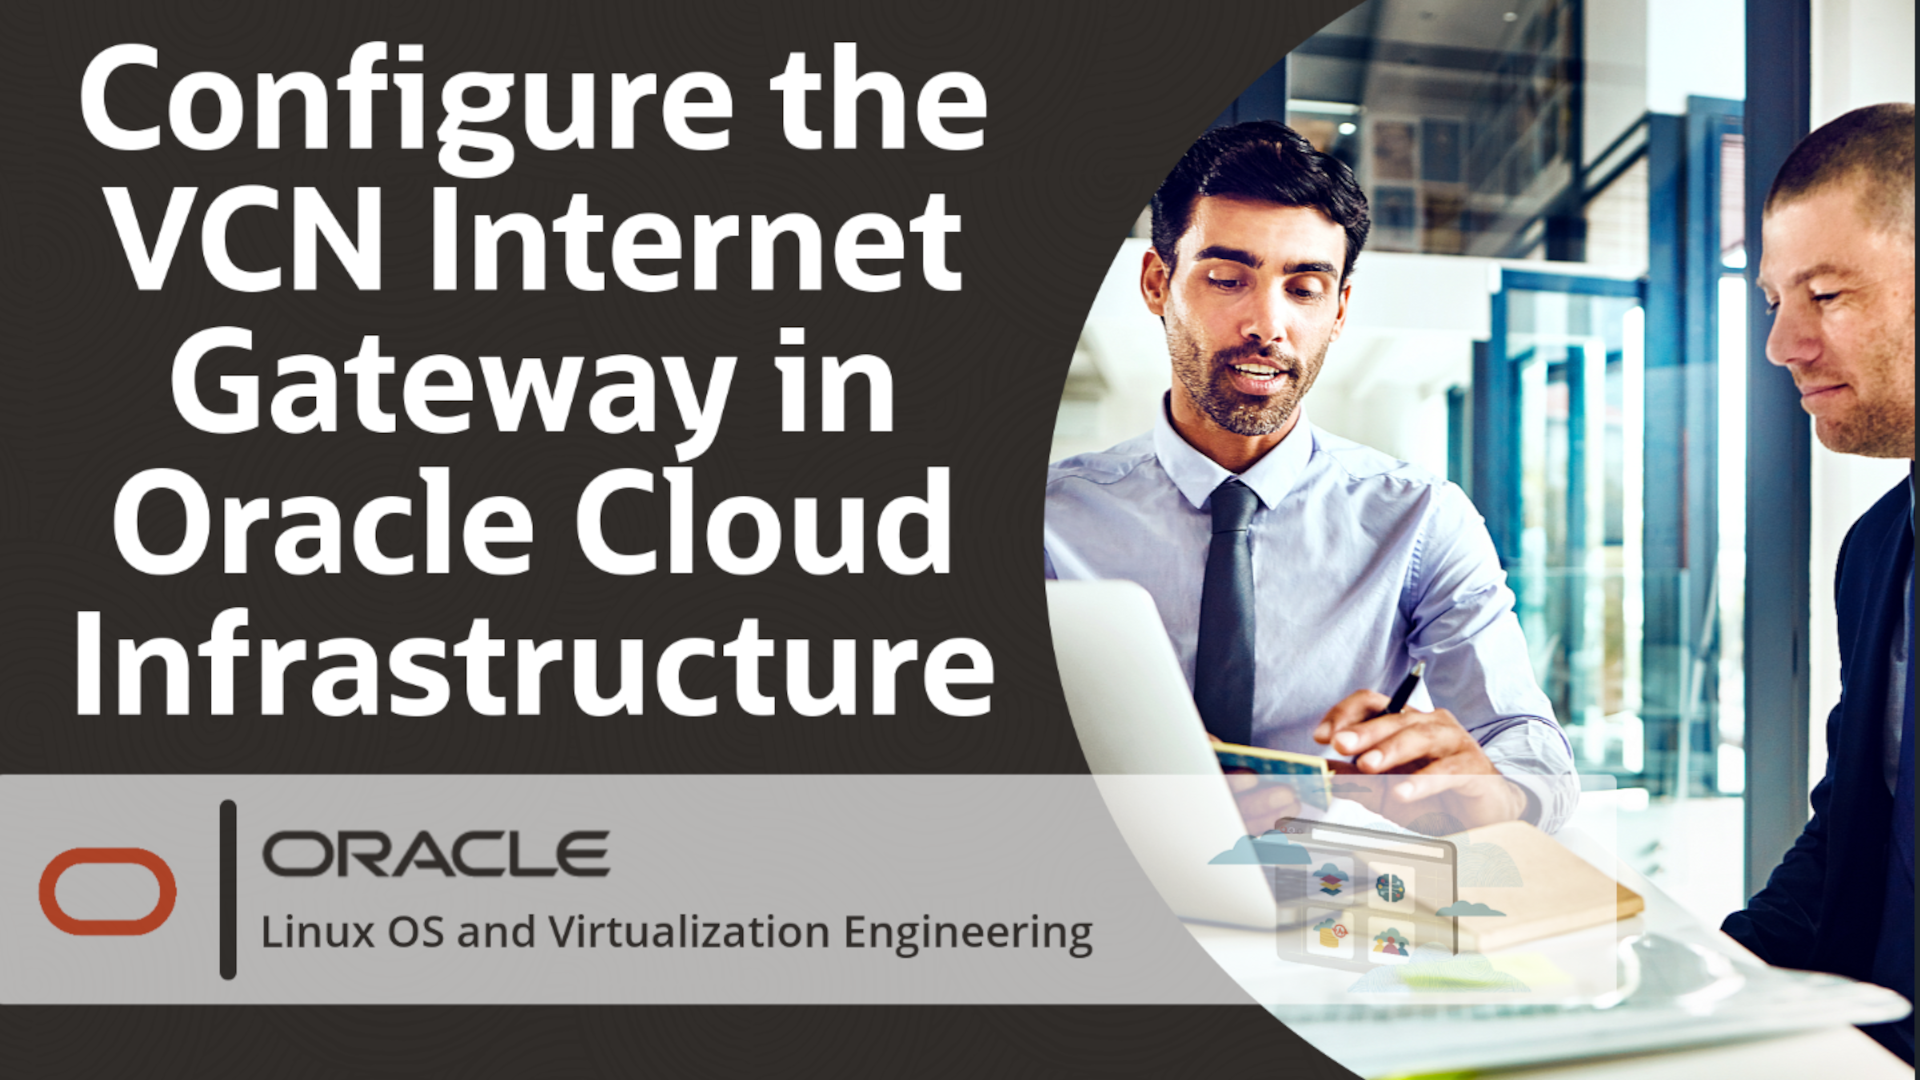 Configure the
VCN Internet
Gateway in
Oracle Cloud
Infrastructure
ORACLE
Linux OS and Virtualization Engineering